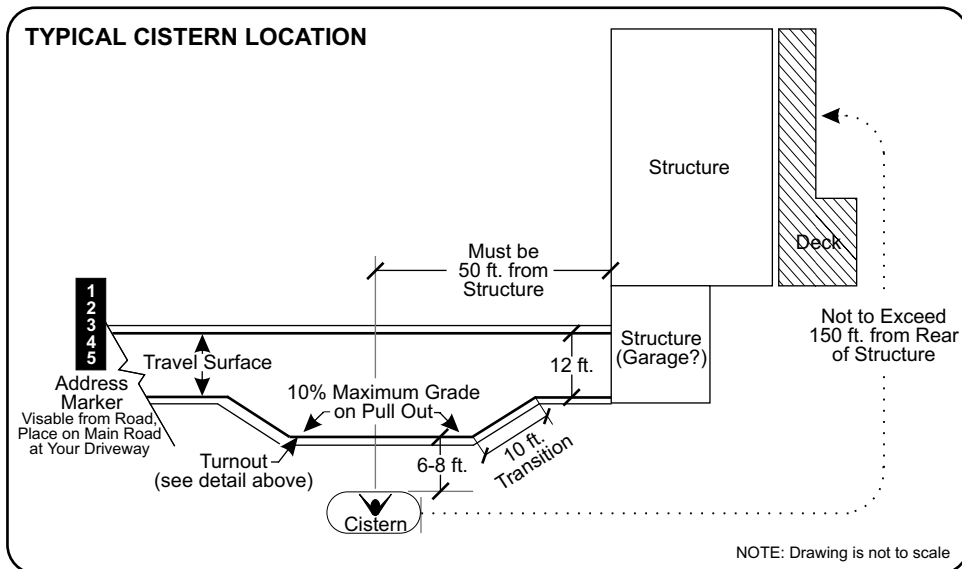 TYPICAL CISTERN LOCATION
Structure
Deck
Must be
50 ft. from
Structure
1
2
3
4
5
Address
Marker
Visable from Road,
Place on Main Road
at Your Driveway
Travel Surface
10% Maximum Grade
on Pull Out
12 ft.
Structure
(Garage?)
Not to Exceed
150 ft. from Rear
of Structure
Turnout
(see detail above)
6-8 ft.
10 ft.
Transition
Cistern
NOTE: Drawing is not to scale